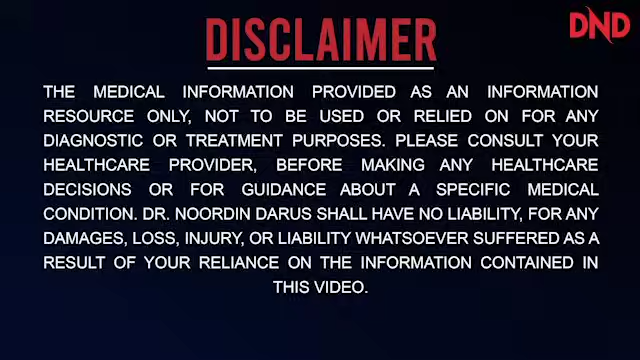 DISCLAIMER
DND
THE MEDICAL INFORMATION PROVIDED AS AN INFORMATION
RESOURCE ONLY, NOT TO BE USED OR RELIED ON FOR ANY
DIAGNOSTIC OR TREATMENT PURPOSES. PLEASE CONSULT YOUR
HEALTHCARE PROVIDER, BEFORE MAKING ANY HEALTHCARE
DECISIONS OR FOR GUIDANCE ABOUT A SPECIFIC MEDICAL
CONDITION. DR. NOORDIN DARUS SHALL HAVE NO LIABILITY, FOR ANY
DAMAGES, LOSS, INJURY, OR LIABILITY WHATSOEVER SUFFERED AS A
RESULT OF YOUR RELIANCE ON THE INFORMATION CONTAINED IN
THIS VIDEO.